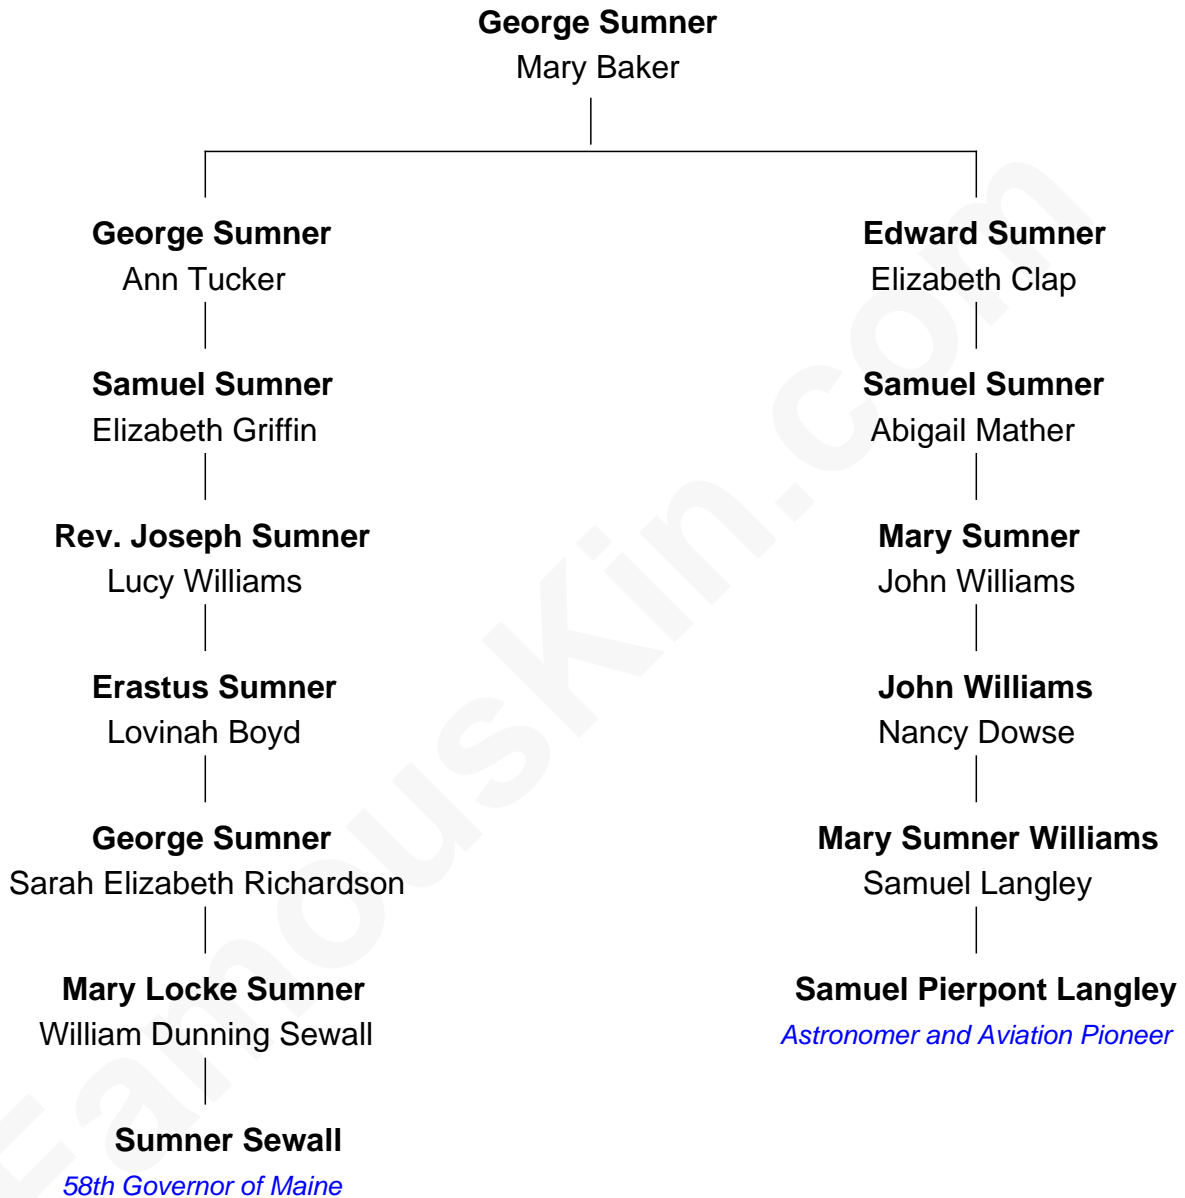 George Sumner
Mary Baker
George Sumner
Ann Tucker
Edward Sumner
Elizabeth Clap
Samuel Sumner
Elizabeth Griffin
Samuel Sumner
Abigail Mather
Rev. Joseph Sumner
Lucy Williams
Mary Sumner
John Williams
Erastus Sumner
Lovinah Boyd
John Williams
Nancy Dowse
George Sumner
Sarah Elizabeth Richardson
Mary Sumner Williams
Samuel Langley
Mary Locke Sumner
William Dunning Sewall
Samuel Pierpont Langley
Astronomer and Aviation Pioneer
Sumner Sewall
58th Governor of Maine
FamousKin.com